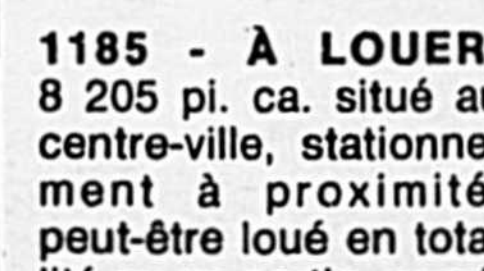 1185 - À LOUER
8 205 pi. ca. situé au
centre-ville, stationne
ment à proximité
peut-être loué en tota